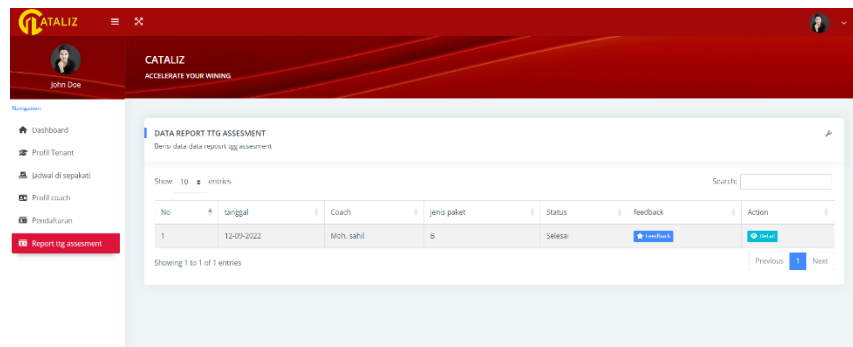 CATALIZ
John Doe
CATALIZ
ACCELERATE YOUR WINING
Navigation
Dashboard
Profil Tenant
Jadwal di sepakati
Profil coach
Pendaftaran
Report ttg assesment
DATA REPORT TTG ASSESMENT
Berisi data data reposrt tgg assesment
Show 10 entries
Search:
No tanggal Coach jenis paket Status feedback Action
1 12-09-2022 Moh. sahil B Selesai Feedback Detail
Showing 1 to 1 of 1 entries
Previous 1 Next